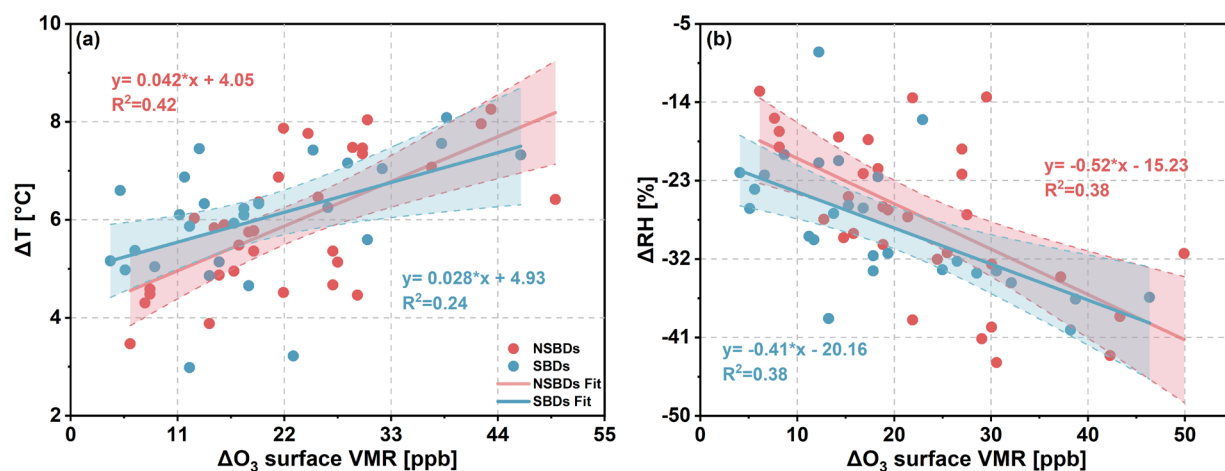 (a)
y= 0.042*x + 4.05
R²=0.42
y= 0.028*x + 4.93
R²=0.24
NSBDs
SBDs
NSBDs Fit
SBDs Fit
10
8
6
4
2
ΔT [°C]
0 11 22 33 44 55
ΔO₃ surface VMR [ppb]
(b)
y= -0.52*x - 15.23
R²=0.38
y= -0.41*x - 20.16
R²=0.38
-5
-14
-23
-32
-41
-50
ΔRH [%]
0 10 20 30 40 50
ΔO₃ surface VMR [ppb]